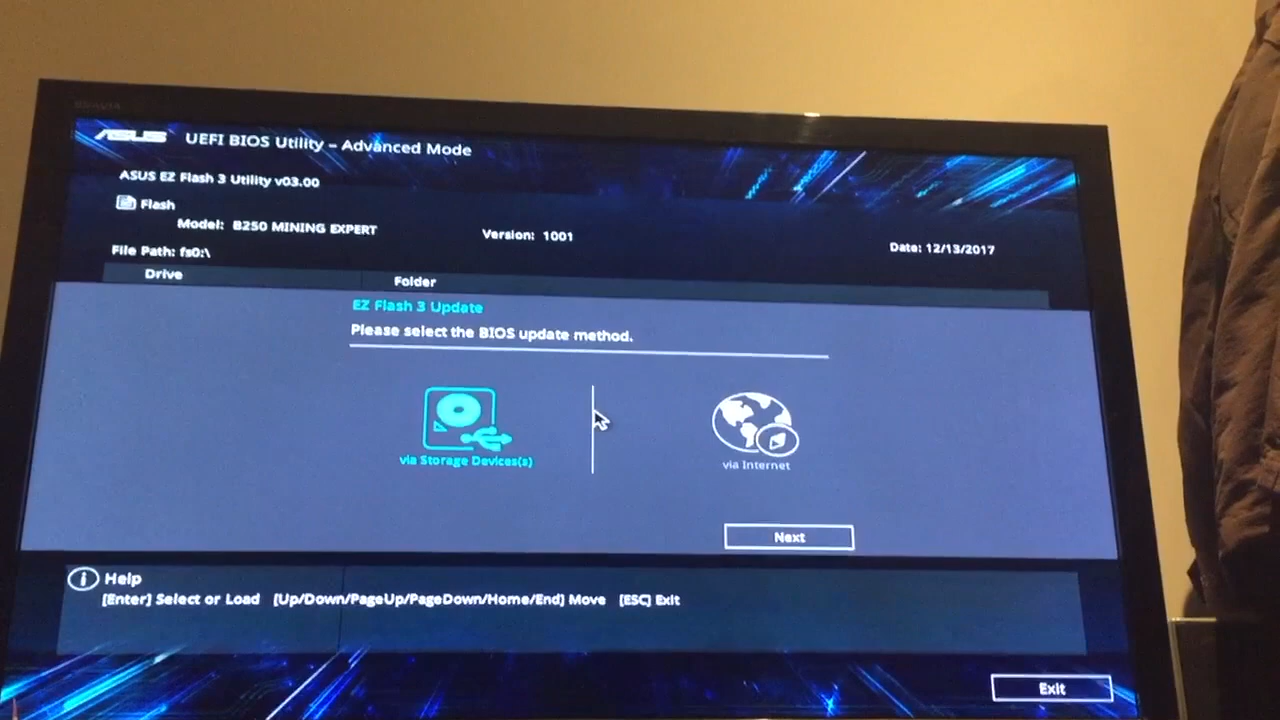 BRAVIA
ASUS UEFI BIOS Utility – Advanced Mode
ASUS EZ Flash 3 Utility v03.00
Flash
Model: B250 MINING EXPERT Version: 1001 Date: 12/13/2017
File Path: fs0:\
Drive Folder
EZ Flash 3 Update
Please select the BIOS update method.
via Storage Devices(s) via Internet
Next
Help
[Enter] Select or Load [Up/Down/PageUp/PageDown/Home/End] Move [ESC] Exit
Exit